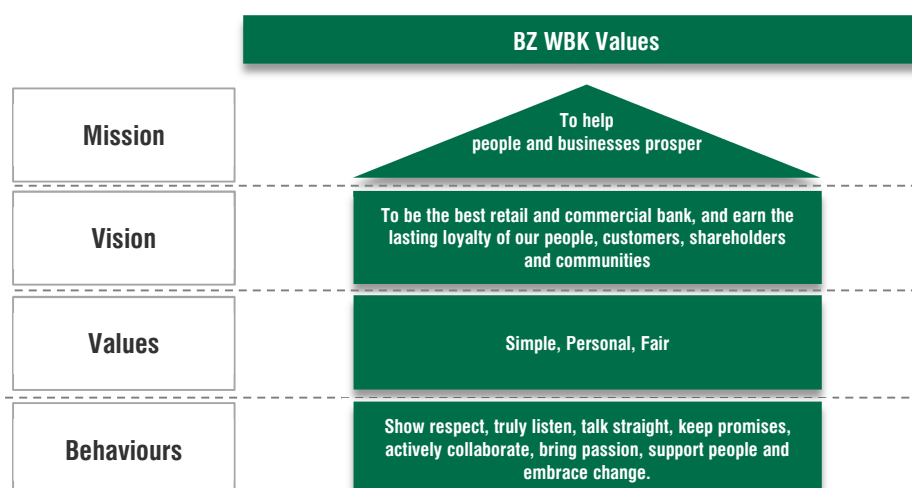 BZ WBK Values
Mission
To help
people and businesses prosper
Vision
To be the best retail and commercial bank, and earn the
lasting loyalty of our people, customers, shareholders
and communities
Values
Simple, Personal, Fair
Behaviours
Show respect, truly listen, talk straight, keep promises,
actively collaborate, bring passion, support people and
embrace change.